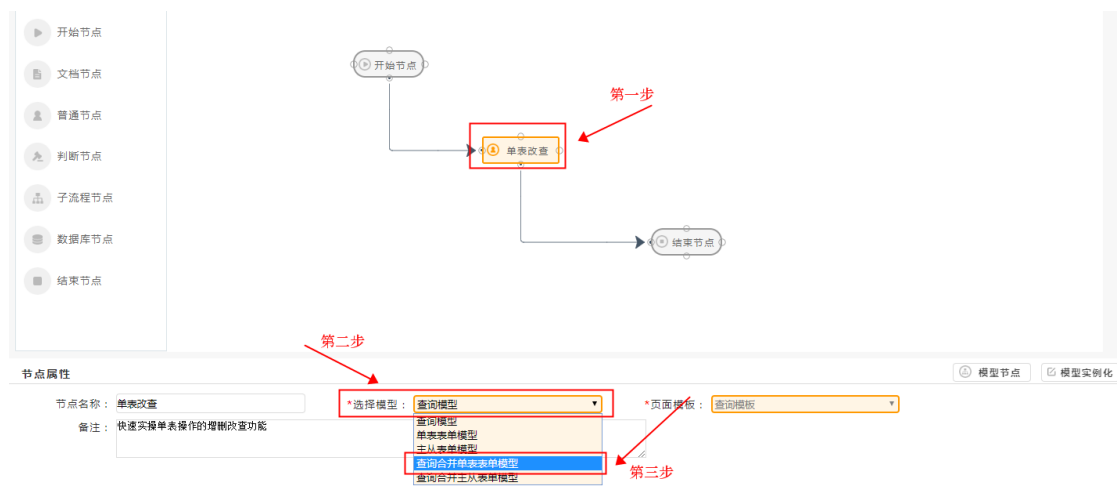 开始节点
文档节点
普通节点
判断节点
子流程节点
数据库节点
结束节点
开始节点
第一步
单表改查
结束节点
第二步
节点属性
模型节点
模型实例化
节点名称： 单表改查
*选择模型： 查询模型
*页面模板： 查询模板
备注： 快速实操单表操作的增删改查功能
查询模型
单表表单模型
主从表单模型
查询合并单表表单模型
查询合并主从表单模型
第三步